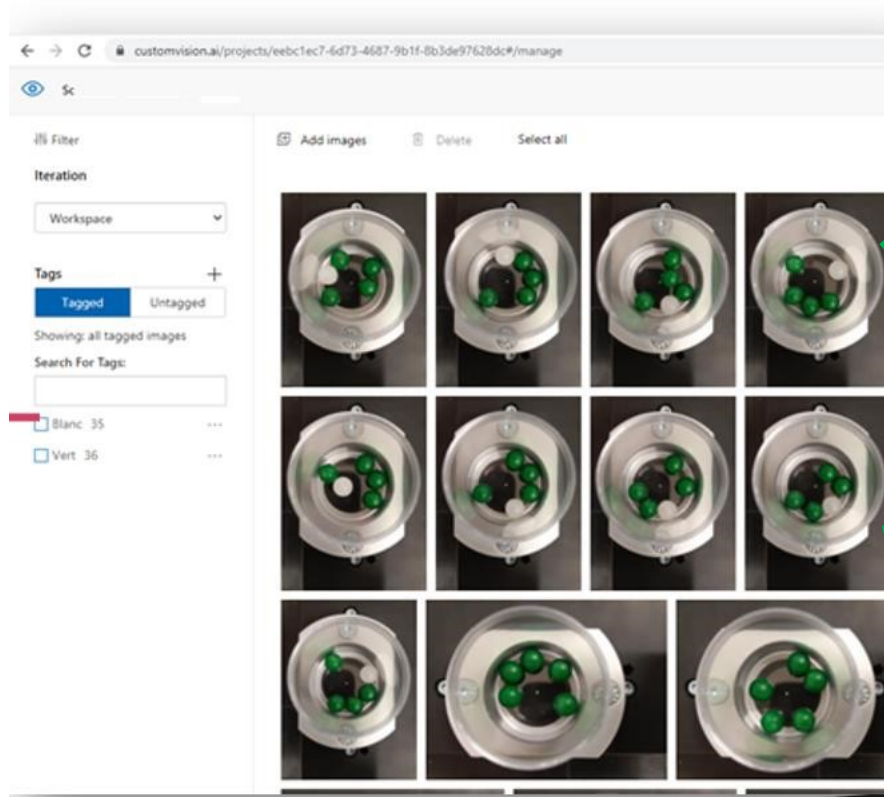 customvision.ai/projects/eebc1ec7-6d73-4687-9b1f-8b3de97628dc#/manage
Filter
Add images Delete Select all
Iteration
Workspace
Tags +
Tagged Untagged
Showing: all tagged images
Search For Tags:
Blanc 35 ...
Vert 36 ...